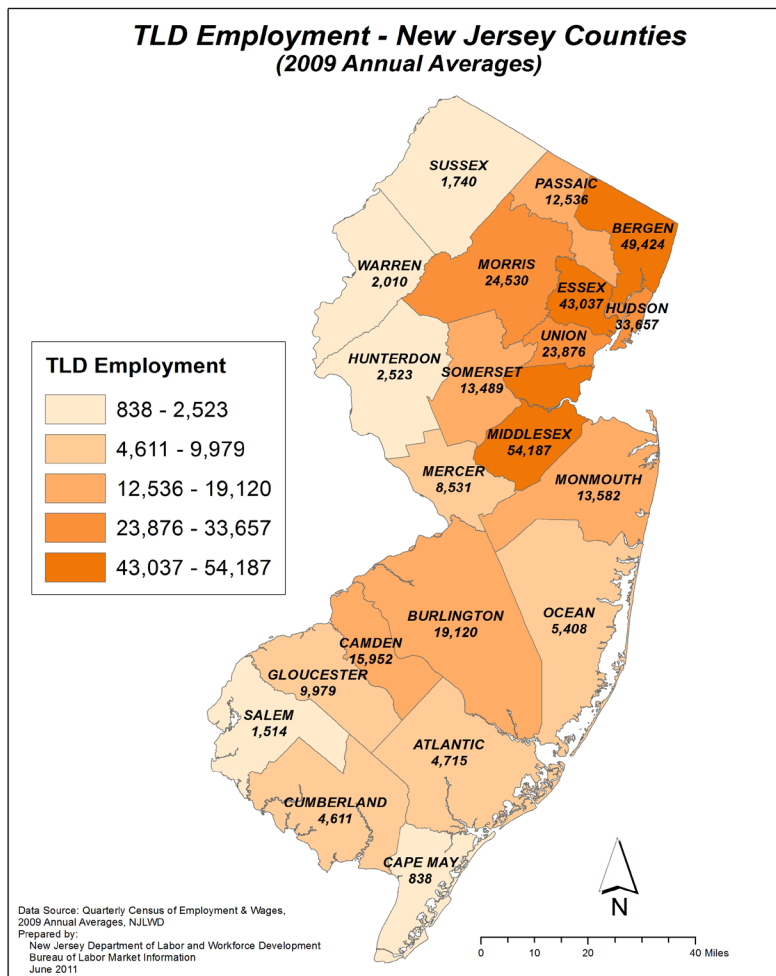 TLD Employment - New Jersey Counties
(2009 Annual Averages)
SUSSEX
1,740
PASSAIC
12,536
BERGEN
49,424
WARREN
2,010
MORRIS
24,530
ESSEX
43,037
HUDSON
33,657
UNION
23,876
HUNTERDON
2,523
SOMERSET
13,489
MIDDLESEX
54,187
MERCER
8,531
MONMOUTH
13,582
TLD Employment
838 - 2,523
4,611 - 9,979
12,536 - 19,120
23,876 - 33,657
43,037 - 54,187
OCEAN
5,408
BURLINGTON
19,120
CAMDEN
15,952
GLOUCESTER
9,979
SALEM
1,514
ATLANTIC
4,715
CUMBERLAND
4,611
CAPE MAY
838
N
0 10 20 40 Miles
Data Source: Quarterly Census of Employment & Wages,
2009 Annual Averages, NJLWD
Prepared by:
New Jersey Department of Labor and Workforce Development
Bureau of Labor Market Information
June 2011